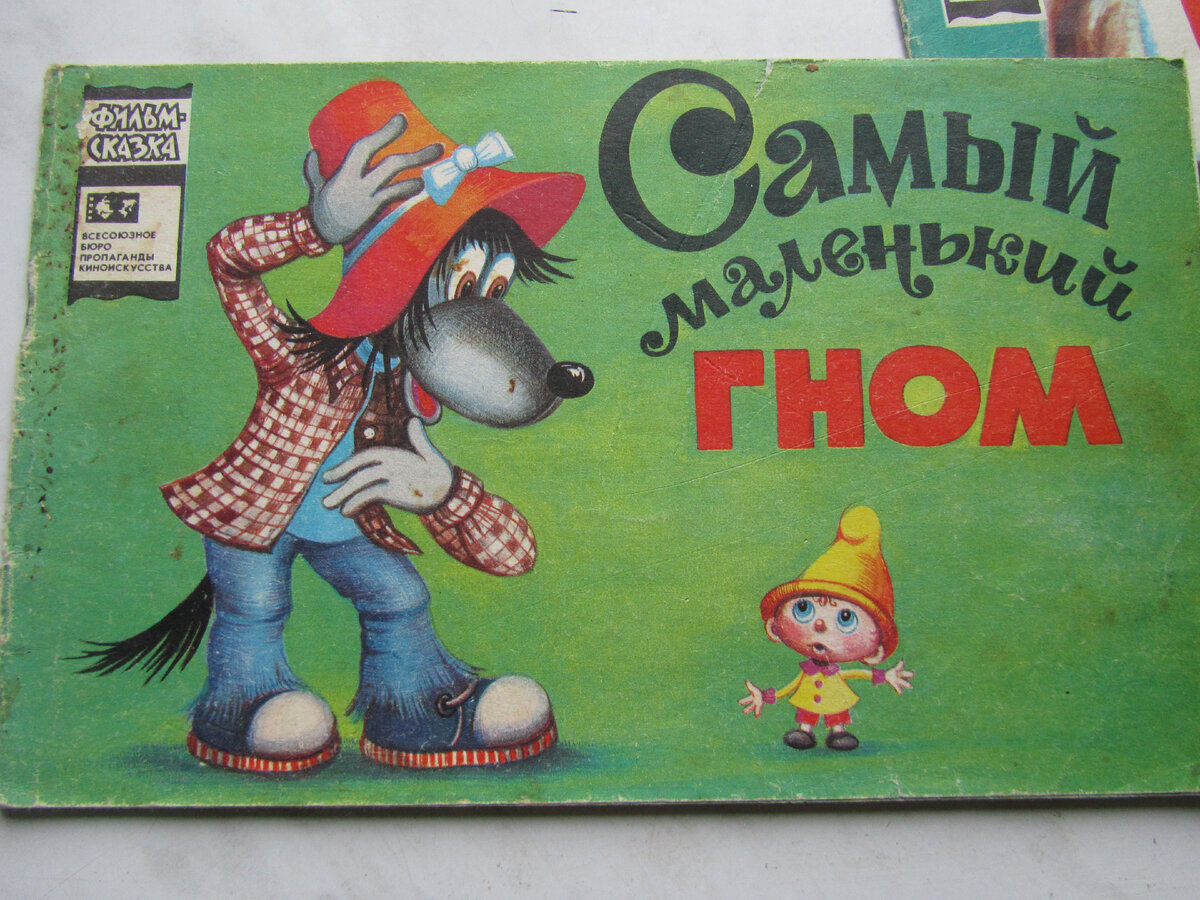 ФИЛЬМ-
СКАЗКА
ВСЕСОЮЗНОЕ
БЮРО
ПРОПАГАНДЫ
КИНОИСКУССТВА
Самый
маленький
ГНОМ